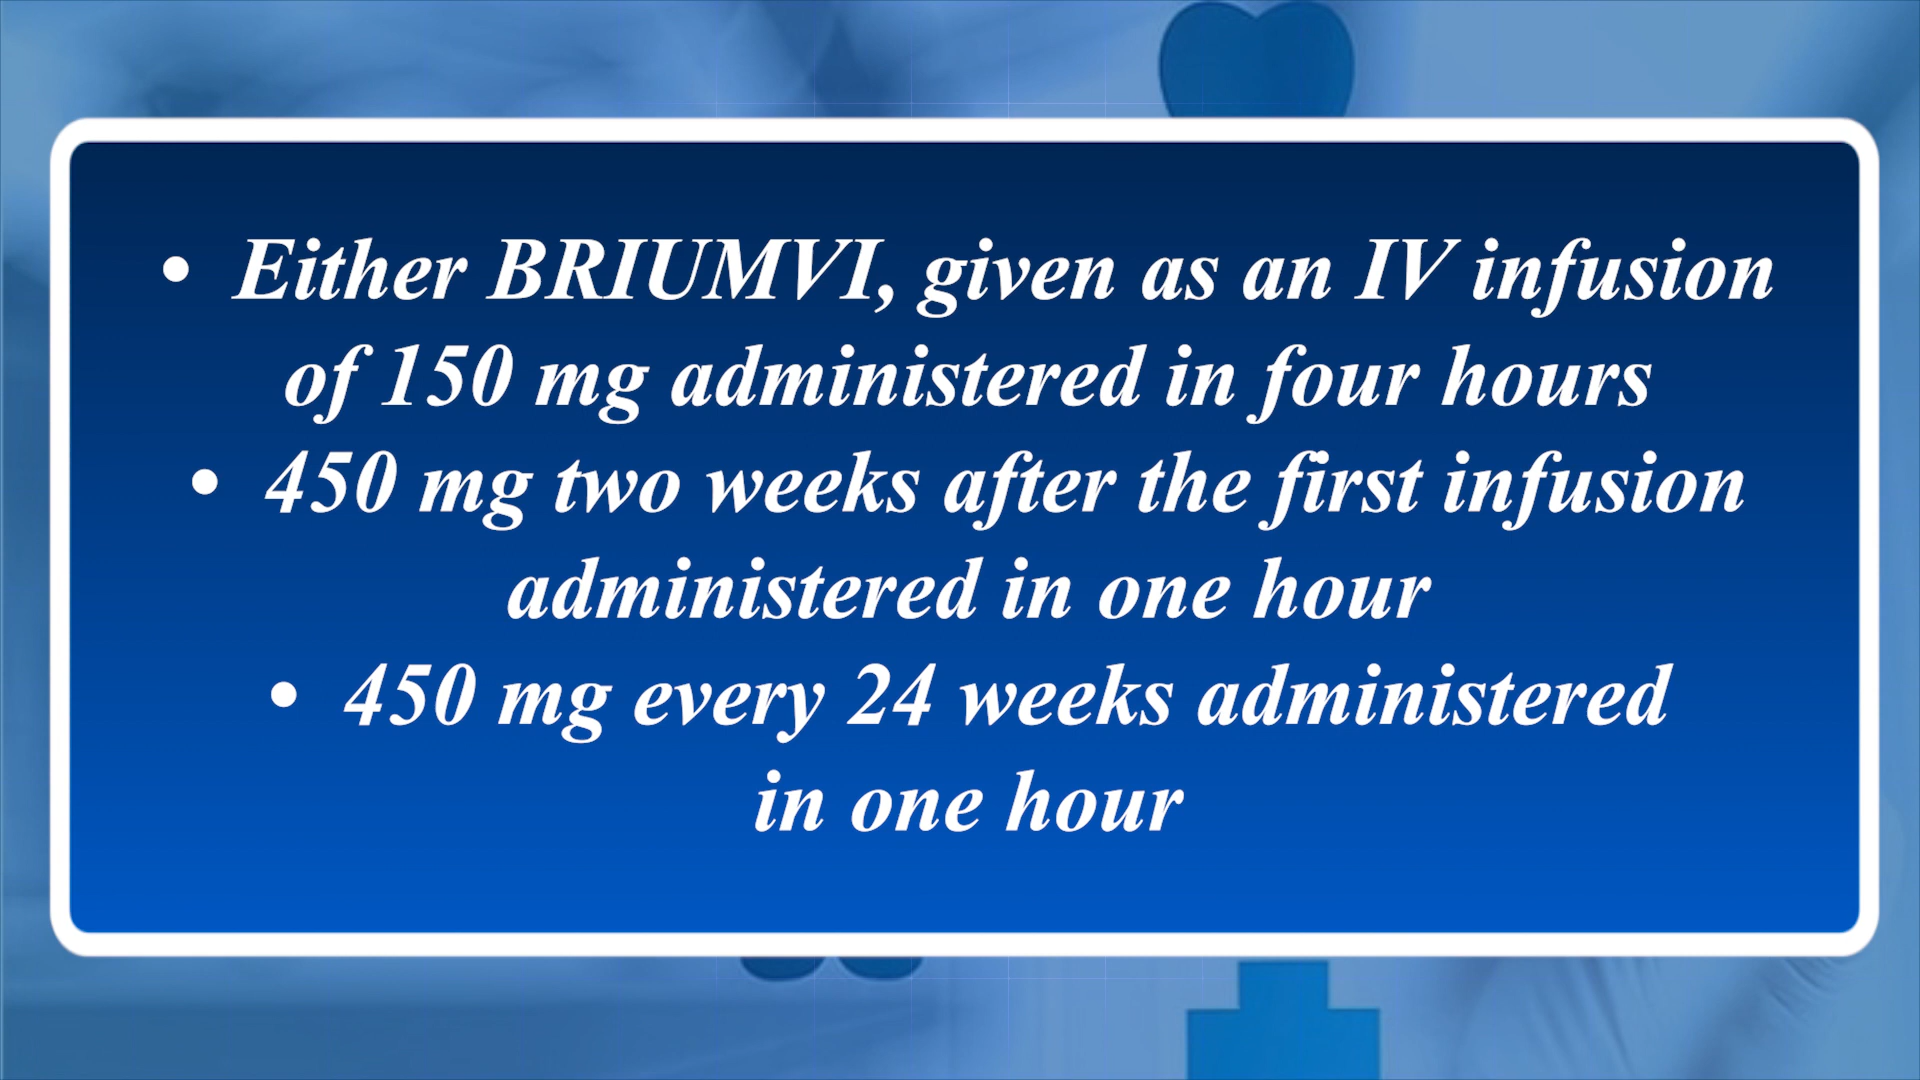 • Either BRIUMVI, given as an IV infusion
of 150 mg administered in four hours
• 450 mg two weeks after the first infusion
administered in one hour
• 450 mg every 24 weeks administered
in one hour